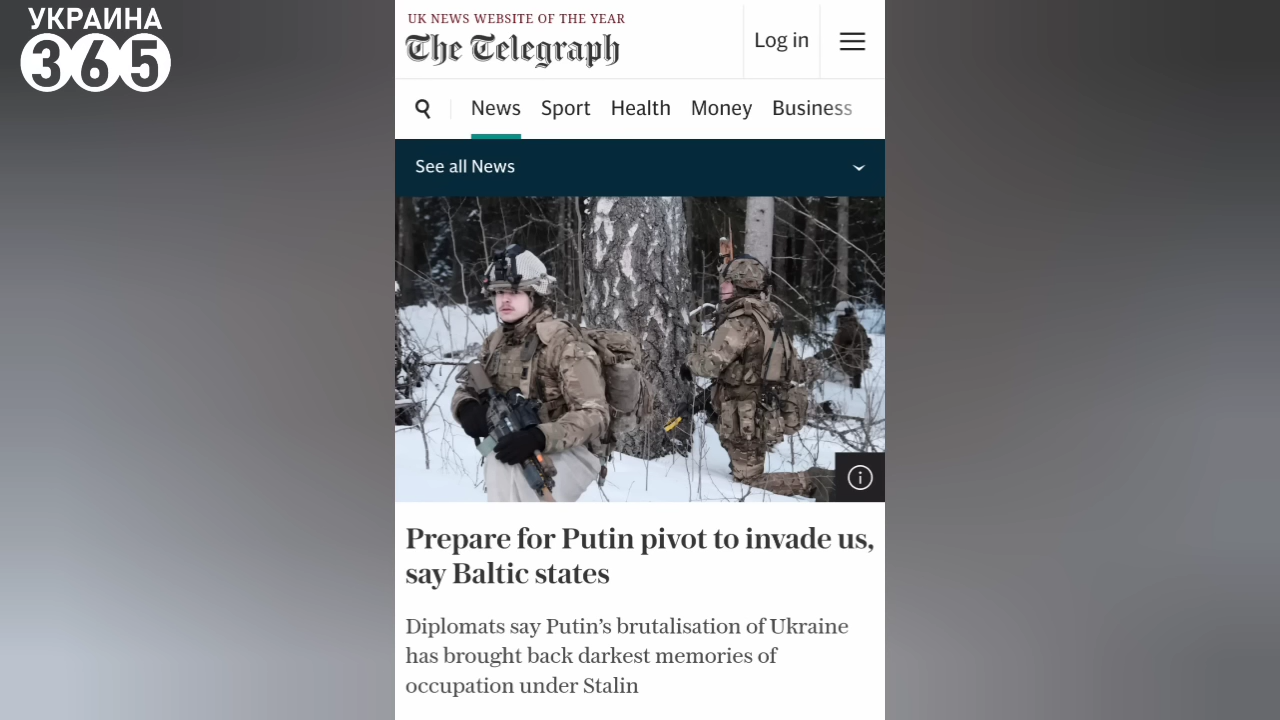 УКРАИНА
365
UK NEWS WEBSITE OF THE YEAR
The Telegraph
Log in
News Sport Health Money Business
See all News
Prepare for Putin pivot to invade us,
say Baltic states
Diplomats say Putin's brutalisation of Ukraine
has brought back darkest memories of
occupation under Stalin